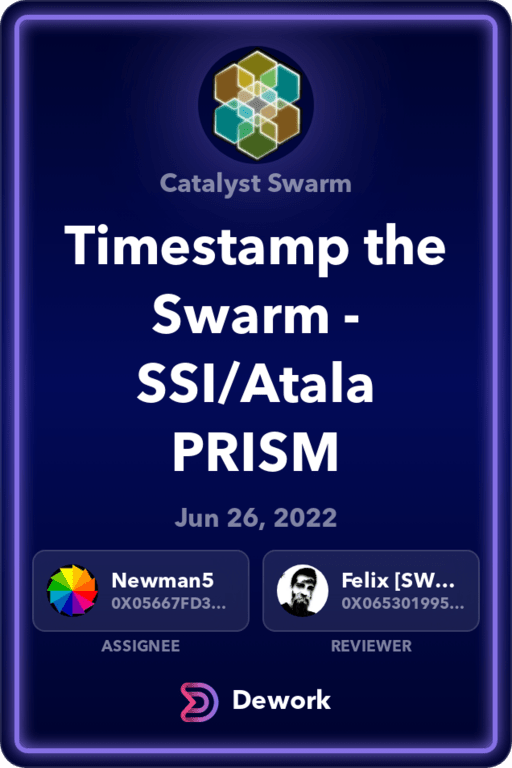 Catalyst Swarm
Timestamp the
Swarm -
SSI/Atala
PRISM
Jun 26, 2022
Newman5
0X05667FD3...
ASSIGNEE
Felix [SW...
0X065301995...
REVIEWER
Dework